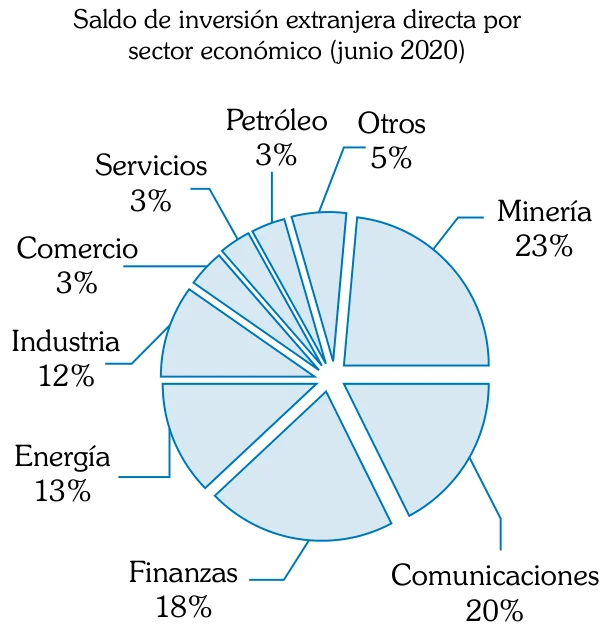 Saldo de inversión extranjera directa por
sector económico (junio 2020)
Petróleo
3%
Otros
5%
Servicios
3%
Minería
23%
Comercio
3%
Industria
12%
Energía
13%
Finanzas
18%
Comunicaciones
20%